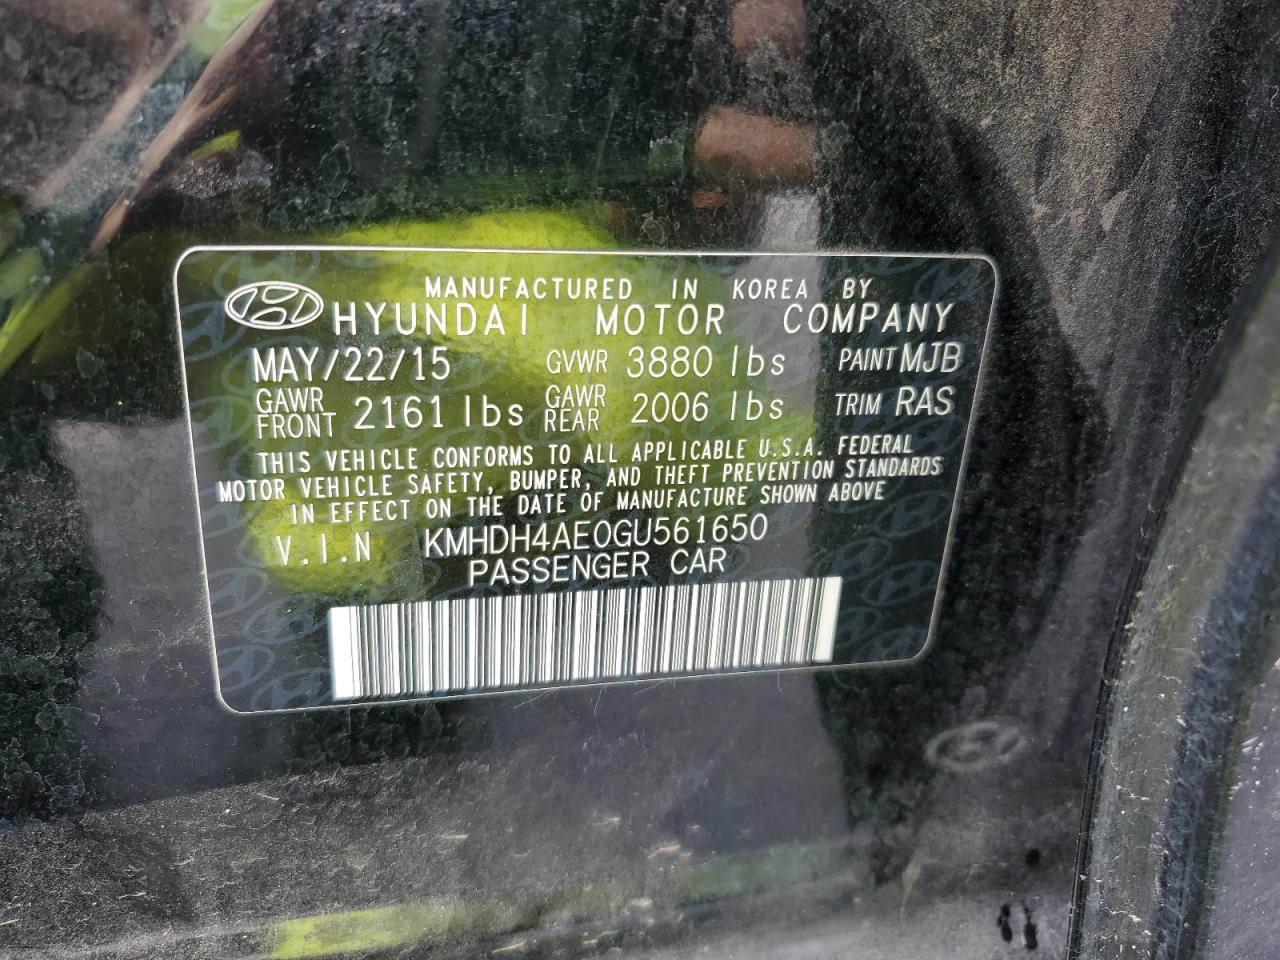 MANUFACTURED IN KOREA BY
HYUNDAI MOTOR COMPANY
MAY/22/15 GVWR 3880 lbs PAINT MJB
GAWR FRONT 2161 lbs GAWR REAR 2006 lbs TRIM RAS
THIS VEHICLE CONFORMS TO ALL APPLICABLE U.S.A. FEDERAL
MOTOR VEHICLE SAFETY, BUMPER, AND THEFT PREVENTION STANDARDS
IN EFFECT ON THE DATE OF MANUFACTURE SHOWN ABOVE
V.I.N KMHDH4AE0GU561650
PASSENGER CAR